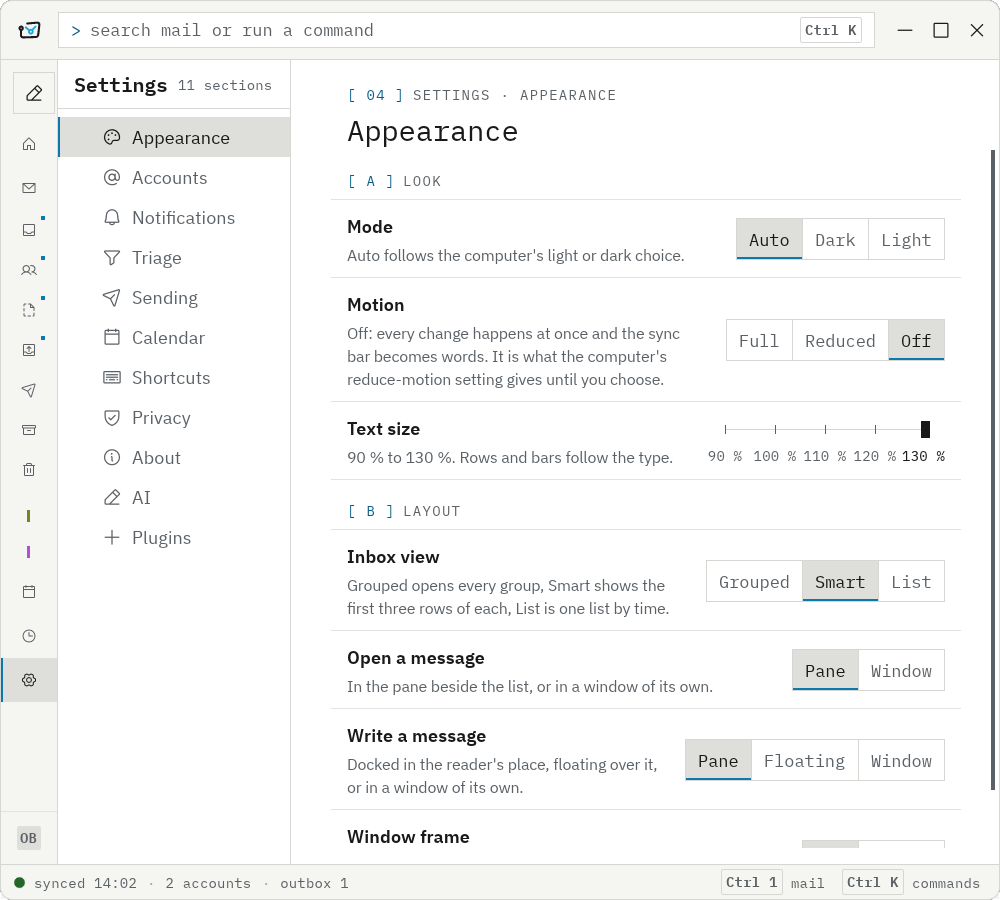 > search mail or run a command Ctrl K
Settings 11 sections
Appearance
Accounts
Notifications
Triage
Sending
Calendar
Shortcuts
Privacy
About
AI
Plugins
OB
[ 04 ] SETTINGS · APPEARANCE
Appearance
[ A ] LOOK
Mode
Auto follows the computer's light or dark choice.
Auto Dark Light
Motion
Off: every change happens at once and the sync
bar becomes words. It is what the computer's
reduce-motion setting gives until you choose.
Full Reduced Off
Text size
90 % to 130 %. Rows and bars follow the type.
90 % 100 % 110 % 120 % 130 %
[ B ] LAYOUT
Inbox view
Grouped opens every group, Smart shows the
first three rows of each, List is one list by time.
Grouped Smart List
Open a message
In the pane beside the list, or in a window of its own.
Pane Window
Write a message
Docked in the reader's place, floating over it,
or in a window of its own.
Pane Floating Window
Window frame
synced 14:02 · 2 accounts · outbox 1
Ctrl 1 mail Ctrl K commands